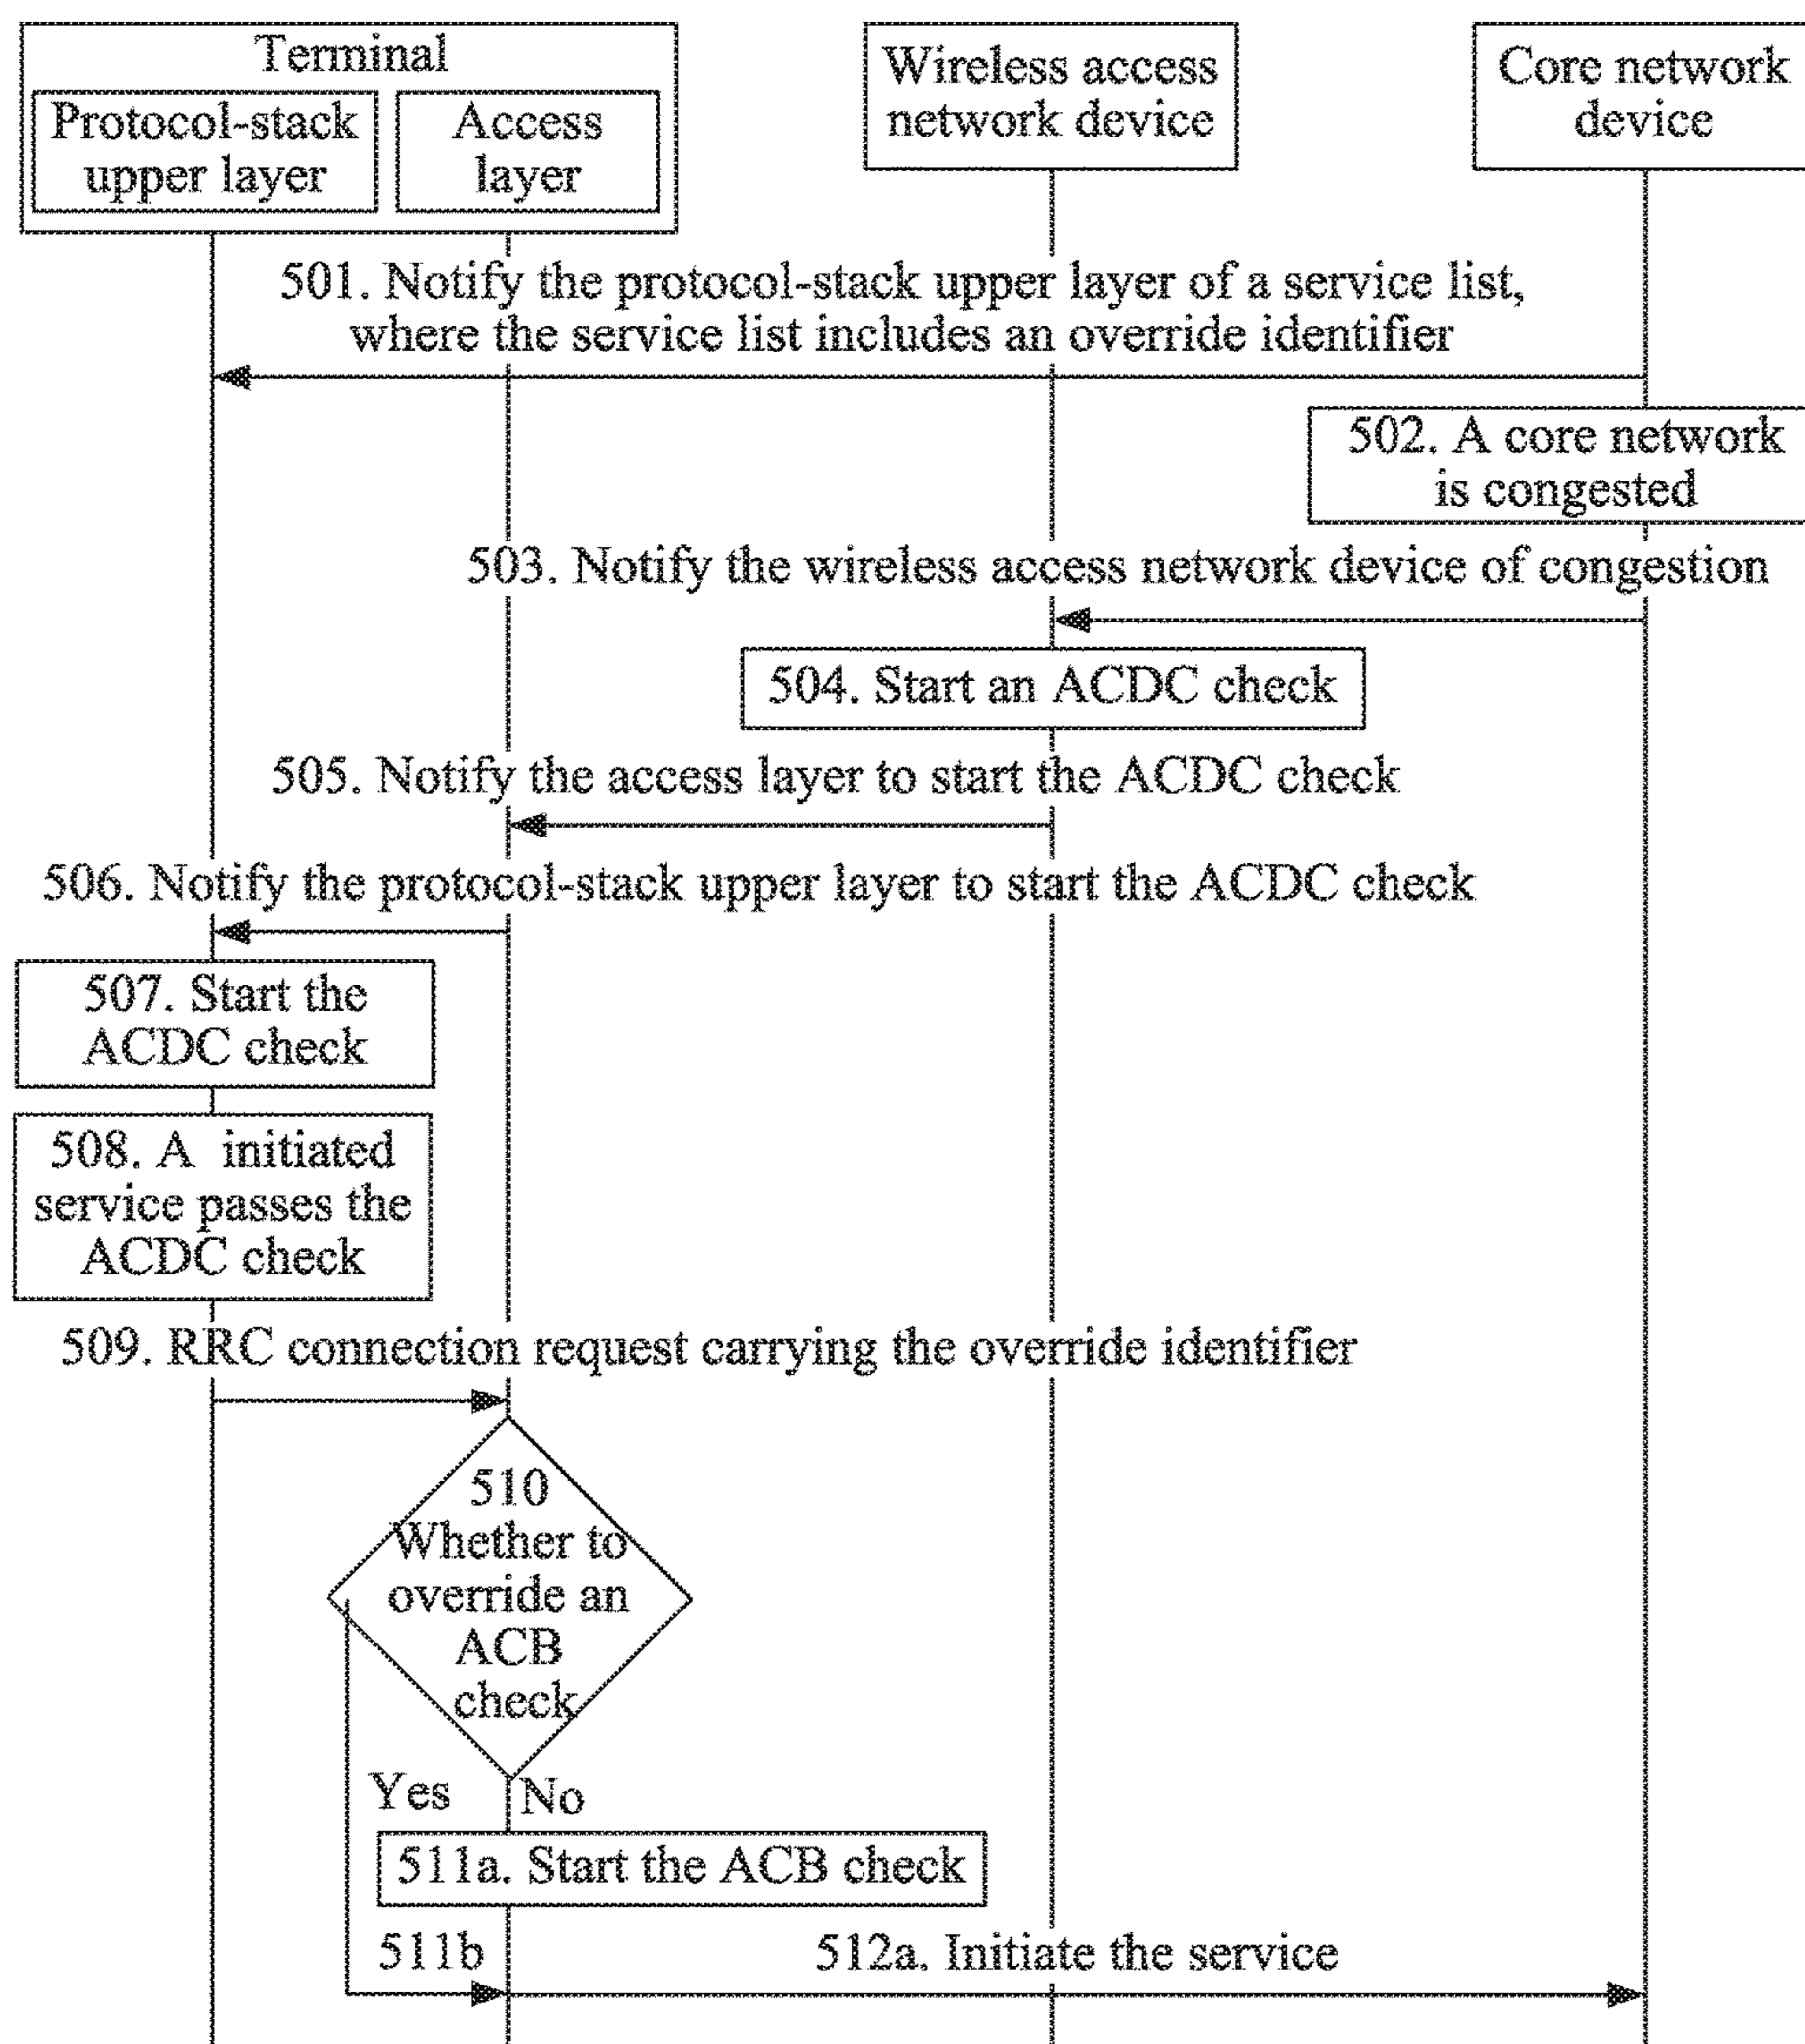 Terminal
Protocol-stack
upper layer
Access
layer
Wireless access
network device
Core network
device
501. Notify the protocol-stack upper layer of a service list,
where the service list includes an override identifier
502. A core network
is congested
503. Notify the wireless access network device of congestion
504. Start an ACDC check
505. Notify the access layer to start the ACDC check
506. Notify the protocol-stack upper layer to start the ACDC check
507. Start the
ACDC check
508. A initiated
service passes the
ACDC check
509. RRC connection request carrying the override identifier
510
Whether to
override an
ACB
check
Yes
No
511a. Start the ACB check
511b
512a. Initiate the service